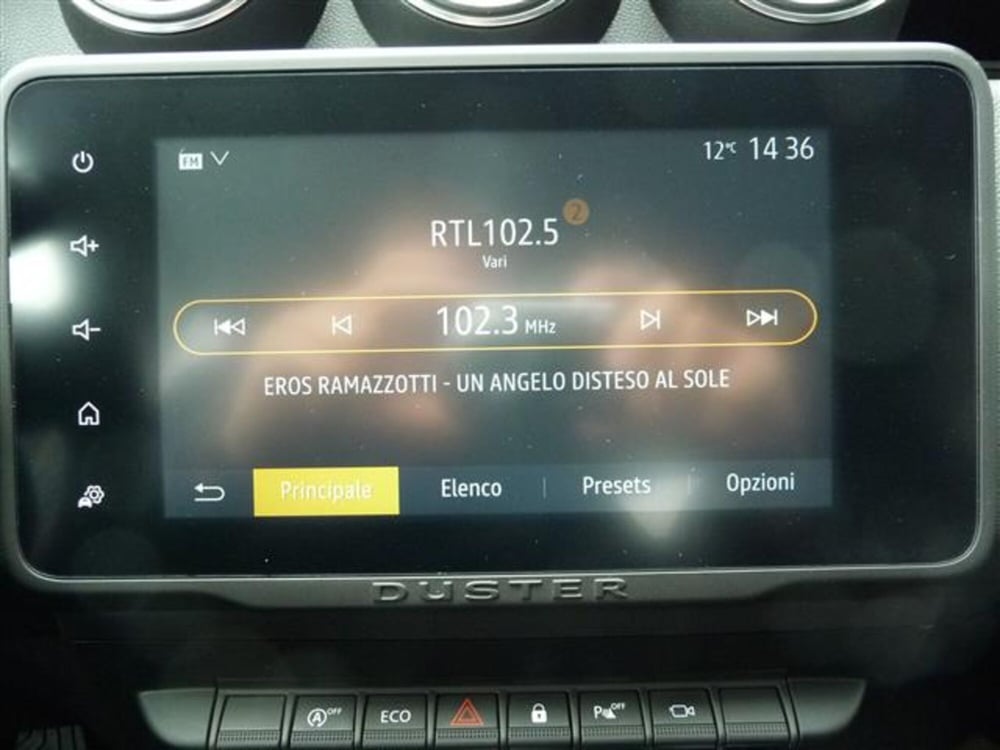 FM
12°C 14 36
2
RTL102.5
Vari
102.3 MHz
EROS RAMAZZOTTI - UN ANGELO DISTESO AL SOLE
Principale Elenco Presets Opzioni
DUSTER
A OFF ECO P OFF